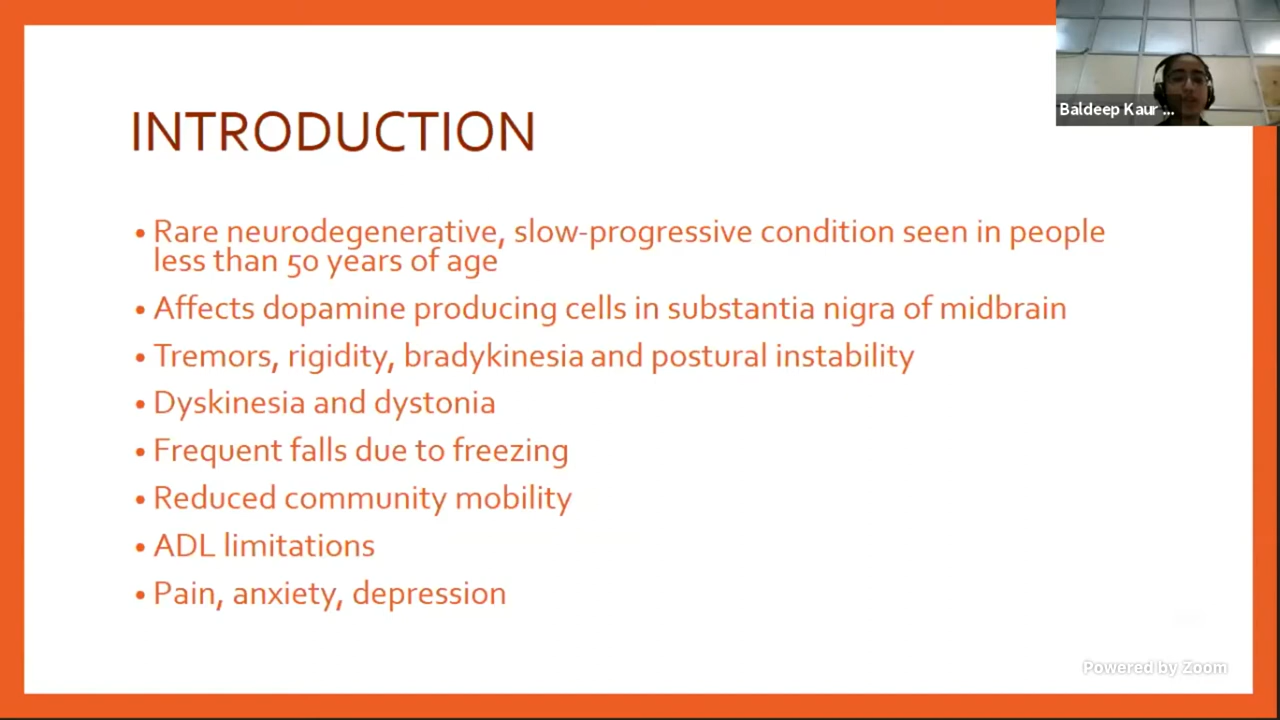 Baldeep Kaur ...
INTRODUCTION
• Rare neurodegenerative, slow-progressive condition seen in people
less than 50 years of age
• Affects dopamine producing cells in substantia nigra of midbrain
• Tremors, rigidity, bradykinesia and postural instability
• Dyskinesia and dystonia
• Frequent falls due to freezing
• Reduced community mobility
• ADL limitations
• Pain, anxiety, depression
Powered by Zoom